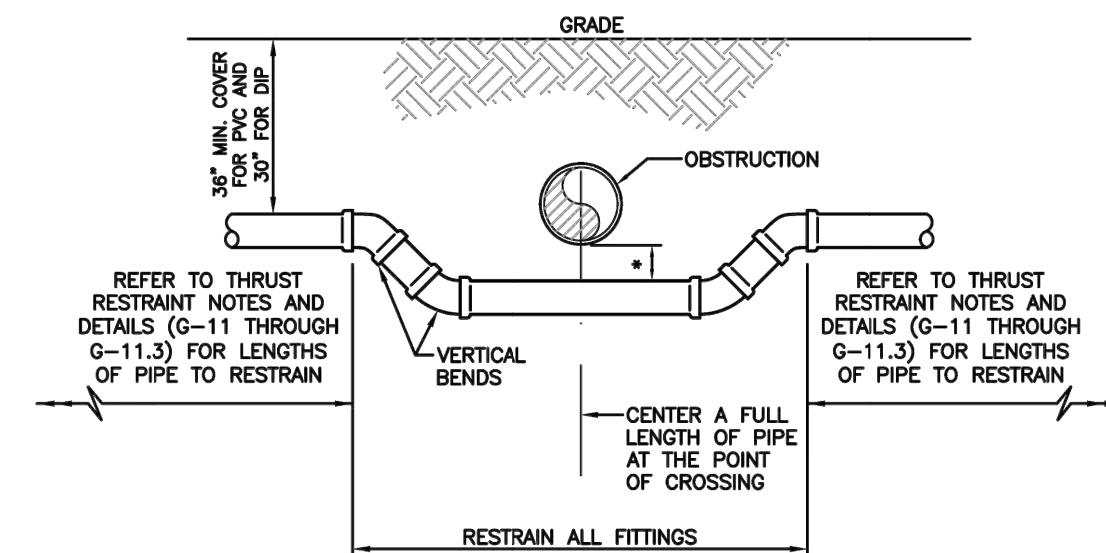 GRADE
36" MIN. COVER
FOR PVC AND
30" FOR DIP
OBSTRUCTION
*
REFER TO THRUST
RESTRAINT NOTES AND
DETAILS (G-11 THROUGH
G-11.3) FOR LENGTHS
OF PIPE TO RESTRAIN
VERTICAL
BENDS
REFER TO THRUST
RESTRAINT NOTES AND
DETAILS (G-11 THROUGH
G-11.3) FOR LENGTHS
OF PIPE TO RESTRAIN
CENTER A FULL
LENGTH OF PIPE
AT THE POINT
OF CROSSING
RESTRAIN ALL FITTINGS